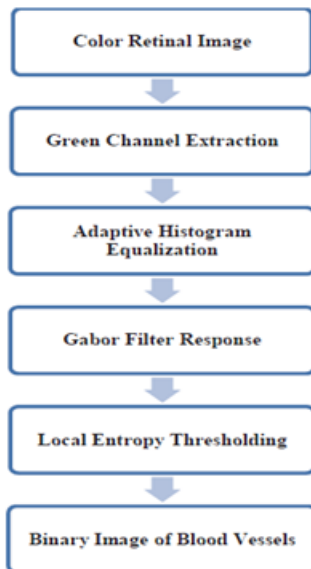 Color Retinal Image
Green Channel Extraction
Adaptive Histogram
Equalization
Gabor Filter Response
Local Entropy Thresholding
Binary Image of Blood Vessels